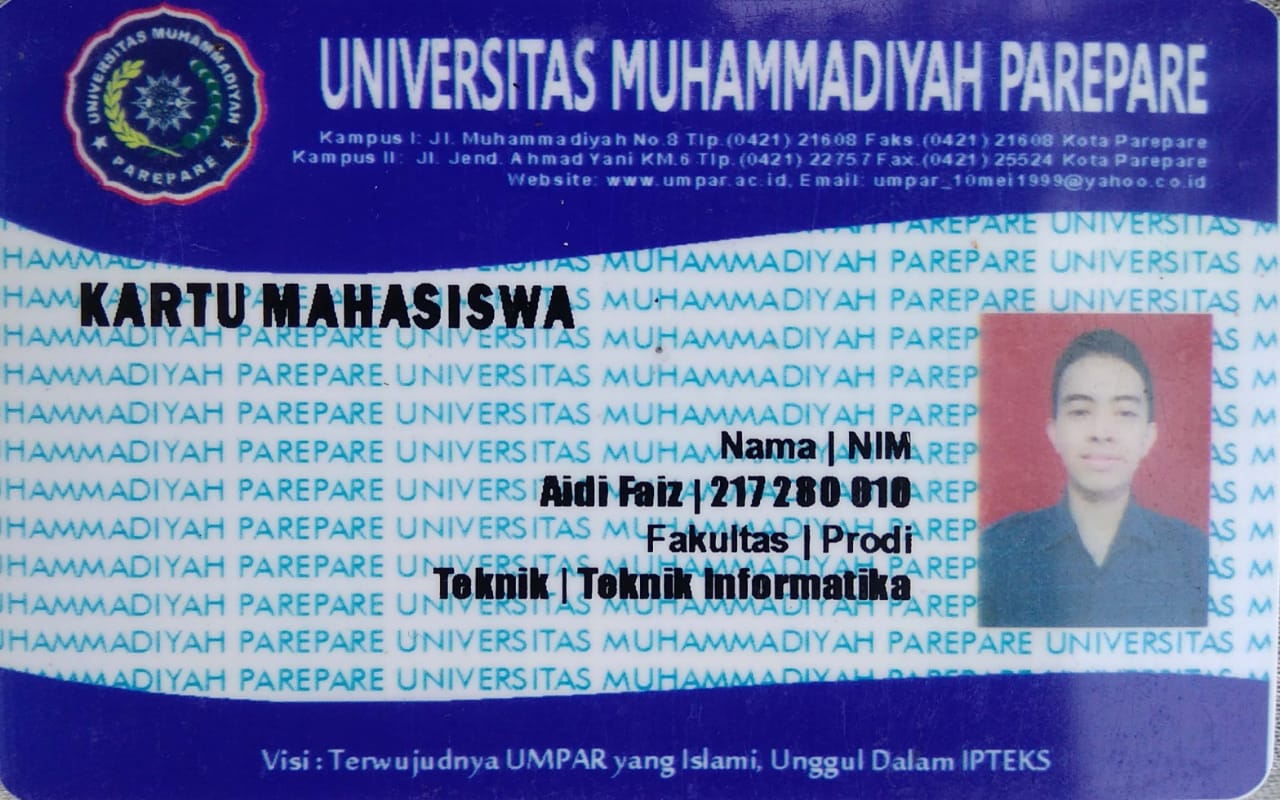 UNIVERSITAS MUHAMMADIYAH
PAREPARE
UNIVERSITAS MUHAMMADIYAH PAREPARE
Kampus I: Jl. Muhammadiyah No.8 Tlp.(0421) 21608 Faks.(0421) 21608 Kota Parepare
Kampus II: Jl. Jend. Ahmad Yani KM.6 Tlp.(0421) 22757 Fax.(0421) 25524 Kota Parepare
Website: www.umpar.ac.id, Email: umpar_10mei1999@yahoo.co.id
KARTU MAHASISWA
Nama | NIM
Aidi Faiz | 217 280 010
Fakultas | Prodi
Teknik | Teknik Informatika
Visi : Terwujudnya UMPAR yang Islami, Unggul Dalam IPTEKS